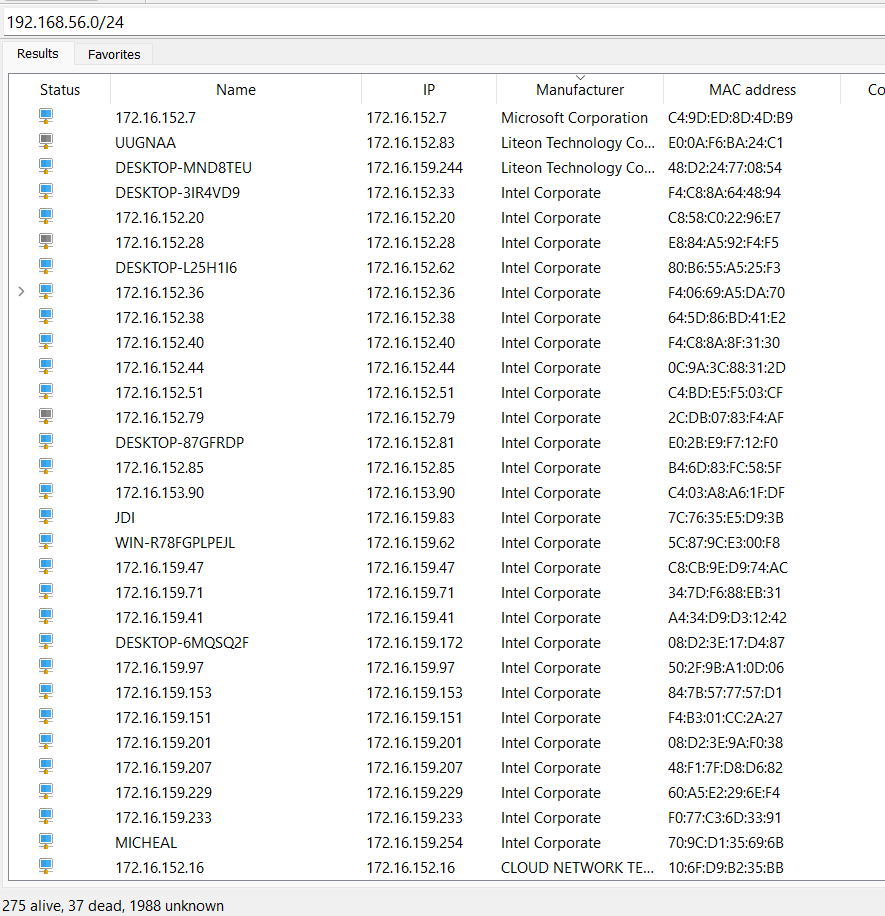 192.168.56.0/24
Results Favorites
Status Name IP Manufacturer MAC address Co
172.16.152.7 172.16.152.7 Microsoft Corporation C4:9D:ED:8D:4D:B9
UUGNAA 172.16.152.83 Liteon Technology Co... E0:0A:F6:BA:24:C1
DESKTOP-MND8TEU 172.16.159.244 Liteon Technology Co... 48:D2:24:77:08:54
DESKTOP-3IR4VD9 172.16.152.33 Intel Corporate F4:C8:8A:64:48:94
172.16.152.20 172.16.152.20 Intel Corporate C8:58:C0:22:96:E7
172.16.152.28 172.16.152.28 Intel Corporate E8:84:A5:92:F4:F5
DESKTOP-L25H1I6 172.16.152.62 Intel Corporate 80:B6:55:A5:25:F3
172.16.152.36 172.16.152.36 Intel Corporate F4:06:69:A5:DA:70
172.16.152.38 172.16.152.38 Intel Corporate 64:5D:86:BD:41:E2
172.16.152.40 172.16.152.40 Intel Corporate F4:C8:8A:8F:31:30
172.16.152.44 172.16.152.44 Intel Corporate 0C:9A:3C:88:31:2D
172.16.152.51 172.16.152.51 Intel Corporate C4:BD:E5:F5:03:CF
172.16.152.79 172.16.152.79 Intel Corporate 2C:DB:07:83:F4:AF
DESKTOP-87GFRDP 172.16.152.81 Intel Corporate E0:2B:E9:F7:12:F0
172.16.152.85 172.16.152.85 Intel Corporate B4:6D:83:FC:58:5F
172.16.153.90 172.16.153.90 Intel Corporate C4:03:A8:A6:1F:DF
JDI 172.16.159.83 Intel Corporate 7C:76:35:E5:D9:3B
WIN-R78FGPLPEJL 172.16.159.62 Intel Corporate 5C:87:9C:E3:00:F8
172.16.159.47 172.16.159.47 Intel Corporate C8:CB:9E:D9:74:AC
172.16.159.71 172.16.159.71 Intel Corporate 34:7D:F6:88:EB:31
172.16.159.41 172.16.159.41 Intel Corporate A4:34:D9:D3:12:42
DESKTOP-6MQSQ2F 172.16.159.172 Intel Corporate 08:D2:3E:17:D4:87
172.16.159.97 172.16.159.97 Intel Corporate 50:2F:9B:A1:0D:06
172.16.159.153 172.16.159.153 Intel Corporate 84:7B:57:77:57:D1
172.16.159.151 172.16.159.151 Intel Corporate F4:B3:01:CC:2A:27
172.16.159.201 172.16.159.201 Intel Corporate 08:D2:3E:9A:F0:38
172.16.159.207 172.16.159.207 Intel Corporate 48:F1:7F:D8:D6:82
172.16.159.229 172.16.159.229 Intel Corporate 60:A5:E2:29:6E:F4
172.16.159.233 172.16.159.233 Intel Corporate F0:77:C3:6D:33:91
MICHEAL 172.16.159.254 Intel Corporate 70:9C:D1:35:69:6B
172.16.152.16 172.16.152.16 CLOUD NETWORK TE... 10:6F:D9:B2:35:BB
275 alive, 37 dead, 1988 unknown